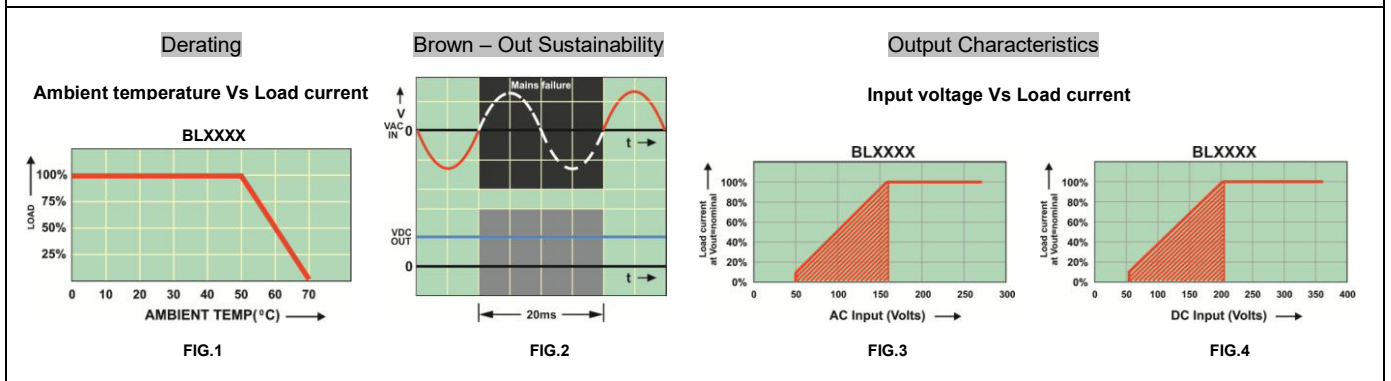 Derating
Ambient temperature Vs Load current
BLXXXX
LOAD
100%
75%
50%
25%
0 10 20 30 40 50 60 70
AMBIENT TEMP(°C)
FIG.1
Brown – Out Sustainability
Mains failure
V
VAC IN
0
t
VDC OUT
0
t
20ms
FIG.2
Output Characteristics
Input voltage Vs Load current
BLXXXX
Load current
at Vout=nominal
100%
80%
60%
40%
20%
0%
0 50 100 150 200 250 300
AC Input (Volts)
FIG.3
BLXXXX
Load current
at Vout=nominal
100%
80%
60%
40%
20%
0%
0 50 100 150 200 250 300 350 400
DC Input (Volts)
FIG.4